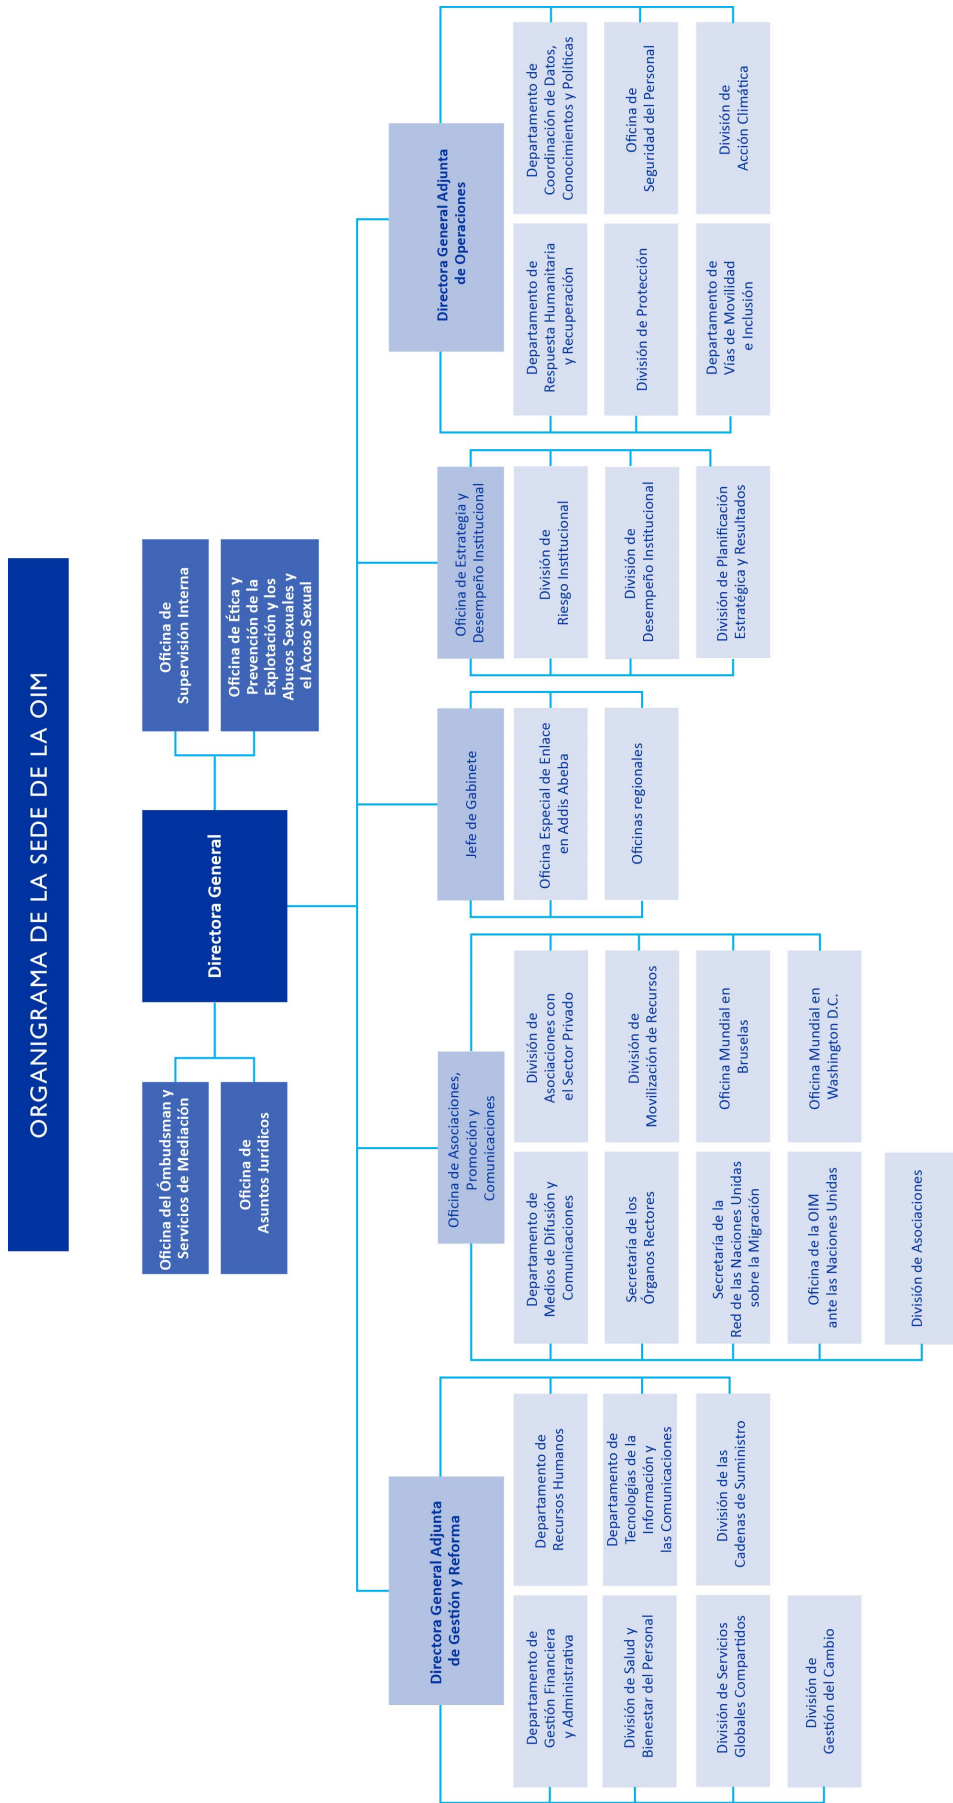 ORGANIGRAMA DE LA SEDE DE LA OIM
Oficina del Ómbudsman y
Servicios de Mediación
Oficina de
Asuntos Jurídicos
Directora General
Oficina de
Supervisión Interna
Oficina de Ética y
Prevención de la
Explotación y los
Abusos Sexuales y
el Acoso Sexual
Directora General Adjunta
de Gestión y Reforma
Departamento de
Gestión Financiera
y Administrativa
Departamento de
Recursos Humanos
División de Salud y
Bienestar del Personal
Departamento de
Tecnologías de la
Información y
las Comunicaciones
División de Servicios
Globales Compartidos
División de las
Cadenas de Suministro
División de
Gestión del Cambio
Oficina de Asociaciones,
Promoción y
Comunicaciones
Departamento de
Medios de Difusión y
Comunicaciones
División de
Asociaciones con
el Sector Privado
Secretaría de los
Órganos Rectores
División de
Movilización de Recursos
Secretaría de la
Red de las Naciones Unidas
sobre la Migración
Oficina Mundial en
Bruselas
Oficina de la OIM
ante las Naciones Unidas
Oficina Mundial en
Washington D.C.
División de Asociaciones
Jefe de Gabinete
Oficina Especial de Enlace
en Addis Abeba
Oficinas regionales
Oficina de Estrategia y
Desempeño Institucional
División de
Riesgo Institucional
División de
Desempeño Institucional
División de Planificación
Estratégica y Resultados
Directora General Adjunta
de Operaciones
Departamento de
Respuesta Humanitaria
y Recuperación
Departamento de
Coordinación de Datos,
Conocimientos y Políticas
División de Protección
Oficina de
Seguridad del Personal
Departamento de
Vías de Movilidad
e Inclusión
División de
Acción Climática